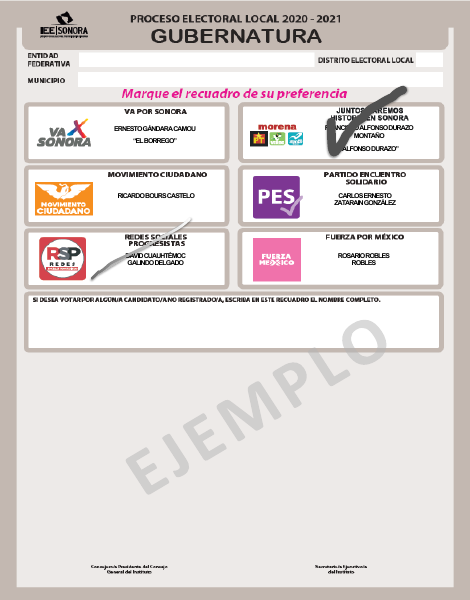 IEE | SONORA
PROCESO ELECTORAL LOCAL 2020 - 2021
GUBERNATURA
ENTIDAD
FEDERATIVA
DISTRITO ELECTORAL LOCAL
MUNICIPIO
Marque el recuadro de su preferencia
VA
SONORA
VA POR SONORA
ERNESTO GÁNDARA CAMOU
"EL BORREGO"
morena
HISTORIA EN SONORA
ALFONSO DURAZO
MONTAÑO
ALFONSO DURAZO"
MOVIMIENTO
CIUDADANO
MOVIMIENTO CIUDADANO
RICARDO BOURS CASTELO
PES
PARTIDO ENCUENTRO
SOLIDARIO
CARLOS ERNESTO
ZATARAIN GONZÁLEZ
RSP
REDES
REDES SOCIALES
PROGRESISTAS
DAVID CUAUHTÉMOC
GALINDO DELGADO
FUERZA
MÉXICO
FUERZA POR MÉXICO
ROSARIO ROBLES
ROBLES
SI DESEA VOTAR POR ALGÚN/A CANDIDATO/A NO REGISTRADO/A, ESCRIBA EN ESTE RECUADRO EL NOMBRE COMPLETO.
EJEMPLO
Consejero/a Presidente del Consejo
General del Instituto
Secretario/a Ejecutivo/a
del Instituto